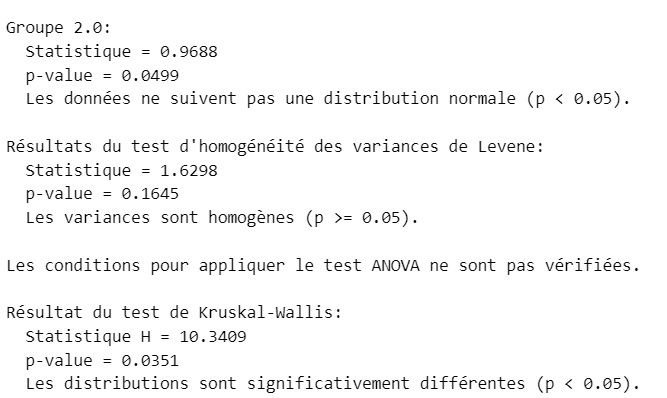 Groupe 2.0:
Statistique = 0.9688
p-value = 0.0499
Les données ne suivent pas une distribution normale (p < 0.05).
Résultats du test d'homogénéité des variances de Levene:
Statistique = 1.6298
p-value = 0.1645
Les variances sont homogènes (p >= 0.05).
Les conditions pour appliquer le test ANOVA ne sont pas vérifiées.
Résultat du test de Kruskal-Wallis:
Statistique H = 10.3409
p-value = 0.0351
Les distributions sont significativement différentes (p < 0.05).